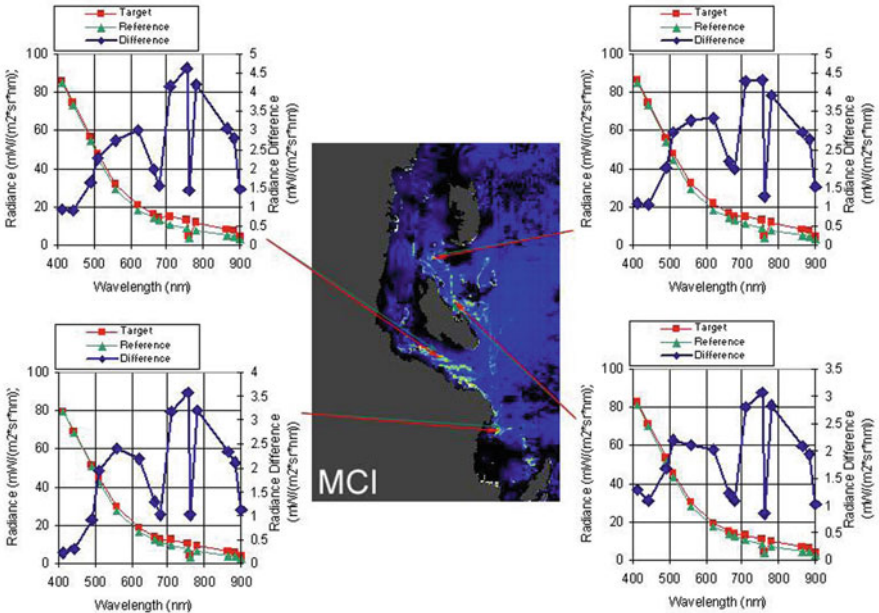 Target
Reference
Difference
Radiance (mW/(m2*sr*nm));
100
80
60
40
20
0
5
4.5
4
3.5
3
2.5
2
1.5
1
0.5
0
Radiance Difference
(mW/(m2*sr*nm))
400 500 600 700 800 900
Wavelength (nm)
Target
Reference
Difference
Radiance (mW/(m2*sr*nm));
100
80
60
40
20
0
5
4.5
4
3.5
3
2.5
2
1.5
1
0.5
0
Radiance Difference
(mW/(m2*sr*nm))
400 500 600 700 800 900
Wavelength (nm)
MCI
Target
Reference
Difference
Radiance (mW/(m2*sr*nm));
100
80
60
40
20
0
4
3.5
3
2.5
2
1.5
1
0.5
0
Radiance Difference
(mW/(m2*sr*nm))
400 500 600 700 800 900
Wavelength (nm)
Target
Reference
Difference
Radiance (mW/(m2*sr*nm));
100
80
60
40
20
0
3.5
3
2.5
2
1.5
1
0.5
0
Radiance Difference
(mW/(m2*sr*nm))
400 500 600 700 800 900
Wavelength (nm)